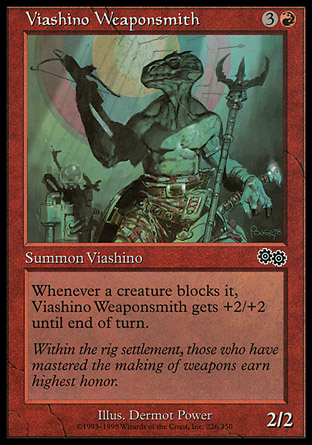 Viashino Weaponsmith 3
Summon Viashino
Whenever a creature blocks it,
Viashino Weaponsmith gets +2/+2
until end of turn.
Within the rig settlement, those who have
mastered the making of weapons earn
highest honor.
Illus. Dermot Power
©1993-1998 Wizards of the Coast, Inc. 226/350
2/2